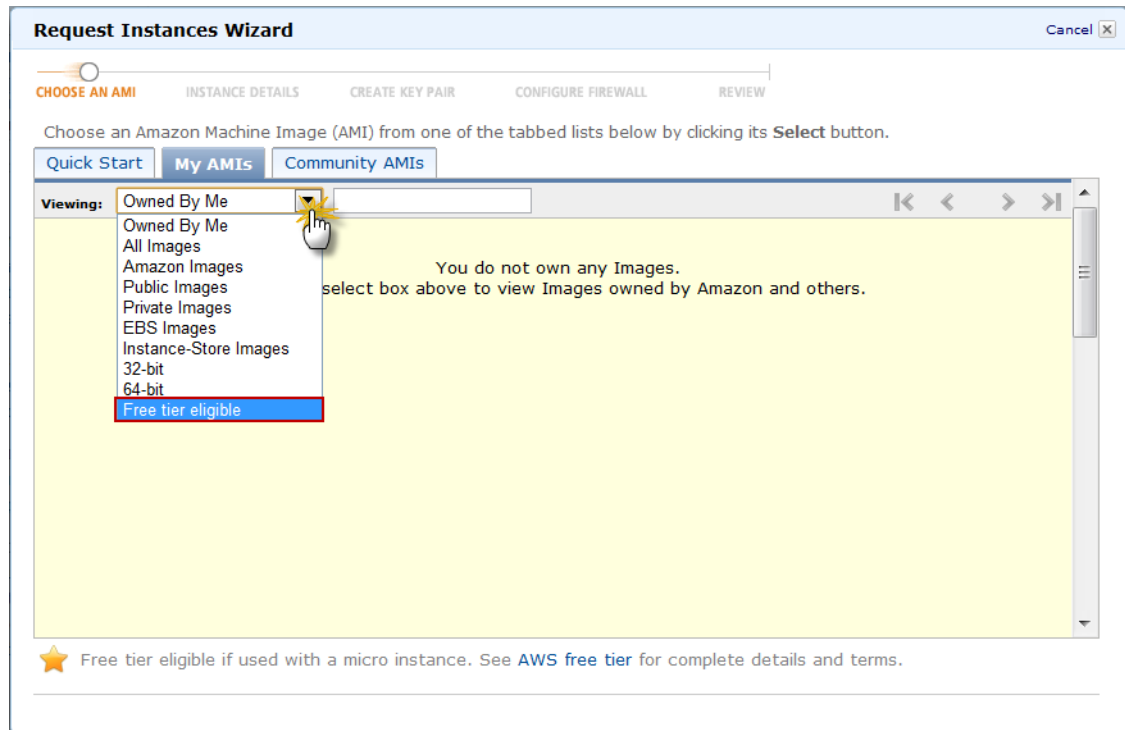 Request Instances Wizard
Cancel
CHOOSE AN AMI INSTANCE DETAILS CREATE KEY PAIR CONFIGURE FIREWALL REVIEW
Choose an Amazon Machine Image (AMI) from one of the tabbed lists below by clicking its Select button.
Quick Start My AMIs Community AMIs
Viewing: Owned By Me
Owned By Me
All Images
Amazon Images
Public Images
Private Images
EBS Images
Instance-Store Images
32-bit
64-bit
Free tier eligible
You do not own any Images.
select box above to view Images owned by Amazon and others.
Free tier eligible if used with a micro instance. See AWS free tier for complete details and terms.